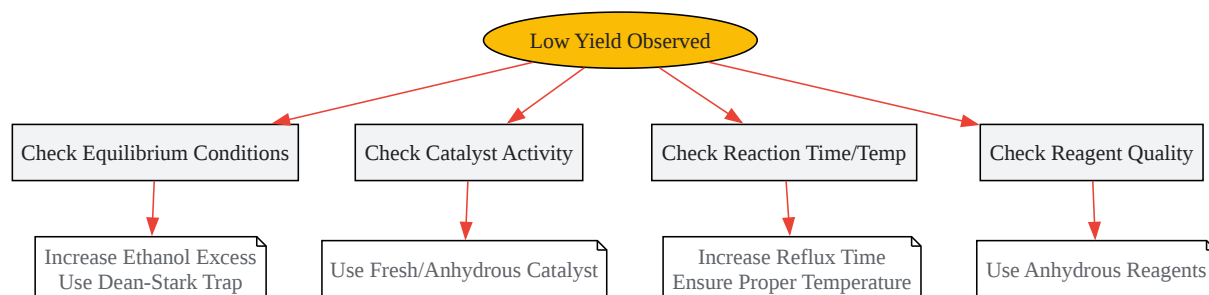 Low Yield Observed
Check Equilibrium Conditions
Check Catalyst Activity
Check Reaction Time/Temp
Check Reagent Quality
Increase Ethanol Excess
Use Dean-Stark Trap
Use Fresh/Anhydrous Catalyst
Increase Reflux Time
Ensure Proper Temperature
Use Anhydrous Reagents